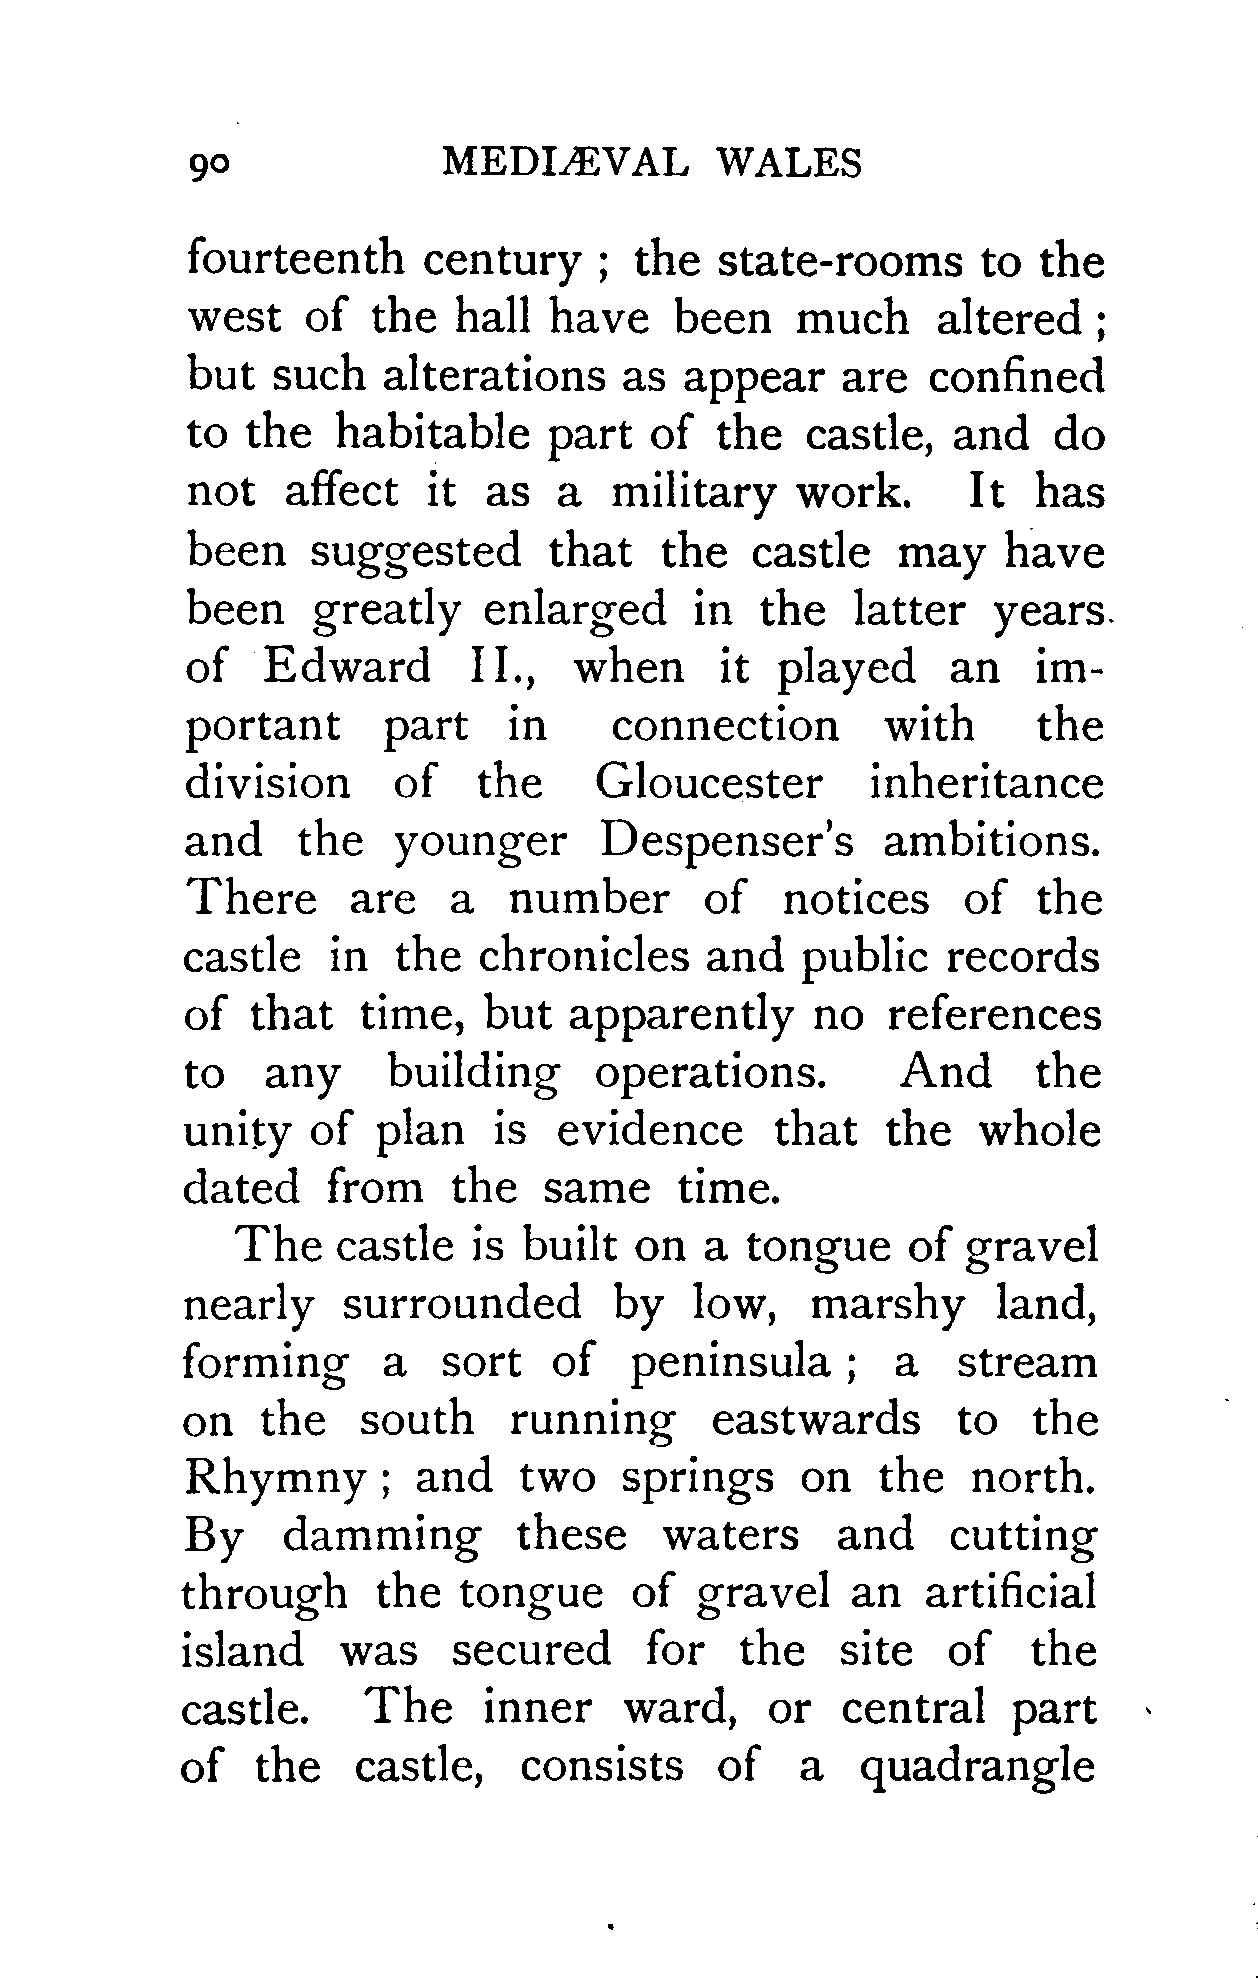 90 MEDIÆVAL WALES
fourteenth century ; the state-rooms to the
west of the hall have been much altered ;
but such alterations as appear are confined
to the habitable part of the castle, and do
not affect it as a military work. It has
been suggested that the castle may have
been greatly enlarged in the latter years.
of Edward II., when it played an im-
portant part in connection with the
division of the Gloucester inheritance
and the younger Despenser's ambitions.
There are a number of notices of the
castle in the chronicles and public records
of that time, but apparently no references
to any building operations. And the
unity of plan is evidence that the whole
dated from the same time.
The castle is built on a tongue of gravel
nearly surrounded by low, marshy land,
forming a sort of peninsula ; a stream
on the south running eastwards to the
Rhymny ; and two springs on the north.
By damming these waters and cutting
through the tongue of gravel an artificial
island was secured for the site of the
castle. The inner ward, or central part
of the castle, consists of a quadrangle